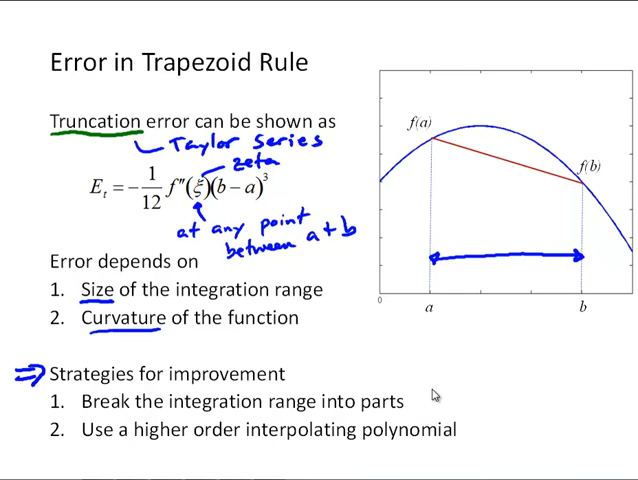 Error in Trapezoid Rule
Truncation error can be shown as
Taylor Series
zeta
E_t = -1/12 f''(ξ)(b – a)^3
at any point
between a + b
Error depends on
1. Size of the integration range
2. Curvature of the function
Strategies for improvement
1. Break the integration range into parts
2. Use a higher order interpolating polynomial
f(a)
f(b)
0
a
b